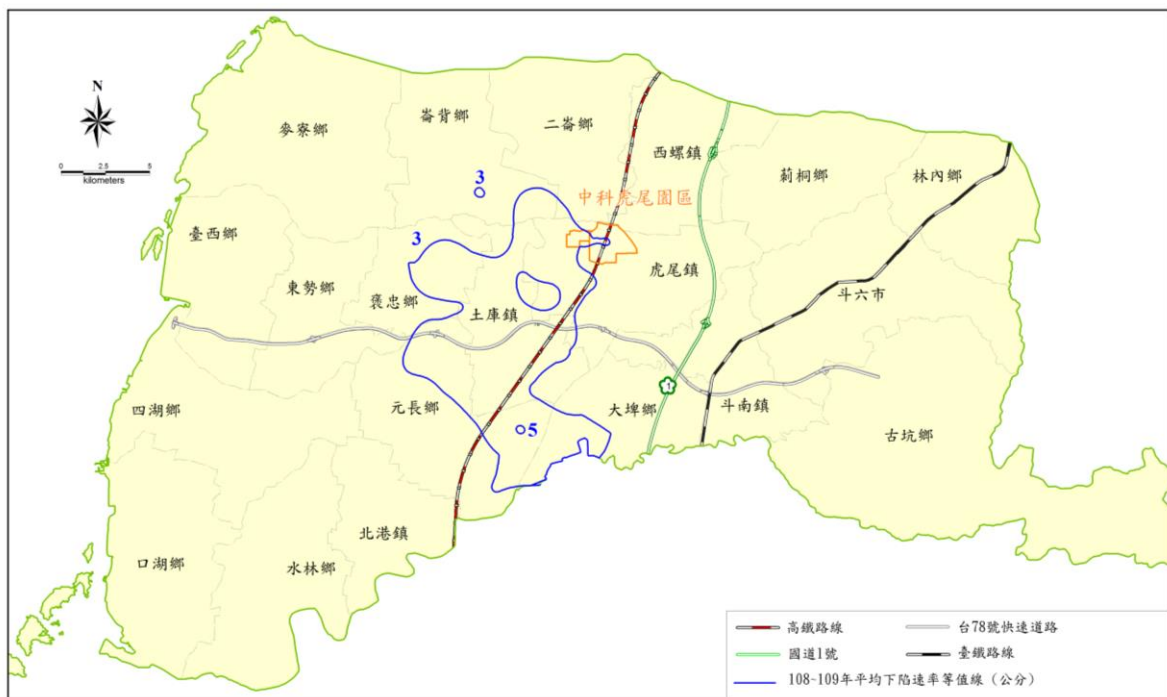 N
0 2.5 5
kilometers
麥寮鄉
崙背鄉
二崙鄉
西螺鎮
莿桐鄉
林內鄉
3
中科虎尾園區
3
臺西鄉
東勢鄉
褒忠鄉
土庫鎮
虎尾鎮
斗六市
四湖鄉
元長鄉
5
大埤鄉
1
斗南鎮
古坑鄉
北港鎮
口湖鄉
水林鄉
高鐵路線
台78號快速道路
國道1號
臺鐵路線
108~109年平均下陷速率等值線（公分）